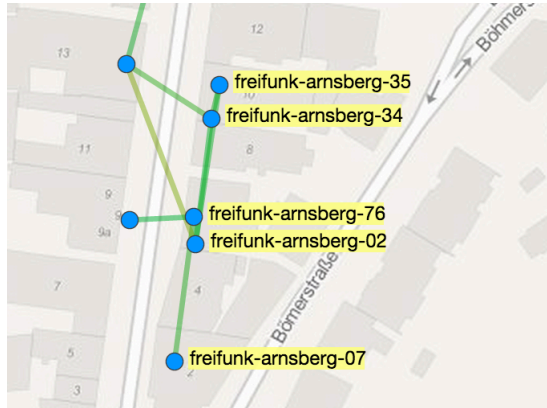 12
13
Böhmerst
freifunk-arnsberg-35
10
freifunk-arnsberg-34
11
8
9
freifunk-arnsberg-76
9a
freifunk-arnsberg-02
Bömerstraße
7
4
5
freifunk-arnsberg-07
2
3